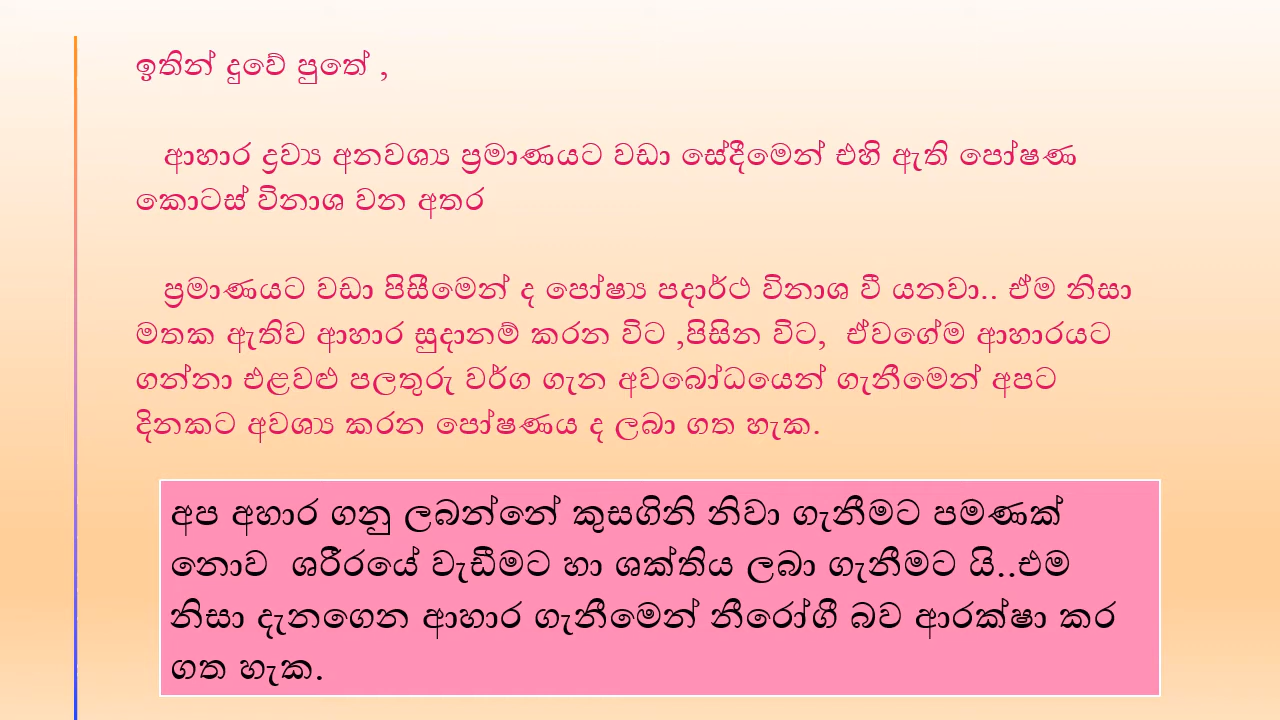 ඉතින් දුවේ පුතේ ,
ආහාර ද්‍රව්‍ය අනවශ්‍ය ප්‍රමාණයට වඩා සේදීමෙන් එහි ඇති පෝෂණ
කොටස් විනාශ වන අතර
ප්‍රමාණයට වඩා පිසීමෙන් ද පෝෂ්‍ය පදාර්ථ විනාශ වී යනවා.. ඒම නිසා
මතක ඇතිව ආහාර සුදානම් කරන විට ,පිසින විට, ඒවගේම ආහාරයට
ගන්නා එළවළු පලතුරු වර්ග ගැන අවබෝධයෙන් ගැනීමෙන් අපට
දිනකට අවශ්‍ය කරන පෝෂණය ද ලබා ගත හැක.
අප අහාර ගනු ලබන්නේ කුසගිනි නිවා ගැනීමට පමණක්
නොව ශරීරයේ වැඩීමට හා ශක්තිය ලබා ගැනීමට යි..එම
නිසා දැනගෙන ආහාර ගැනීමෙන් නීරෝගී බව ආරක්ෂා කර
ගත හැක.